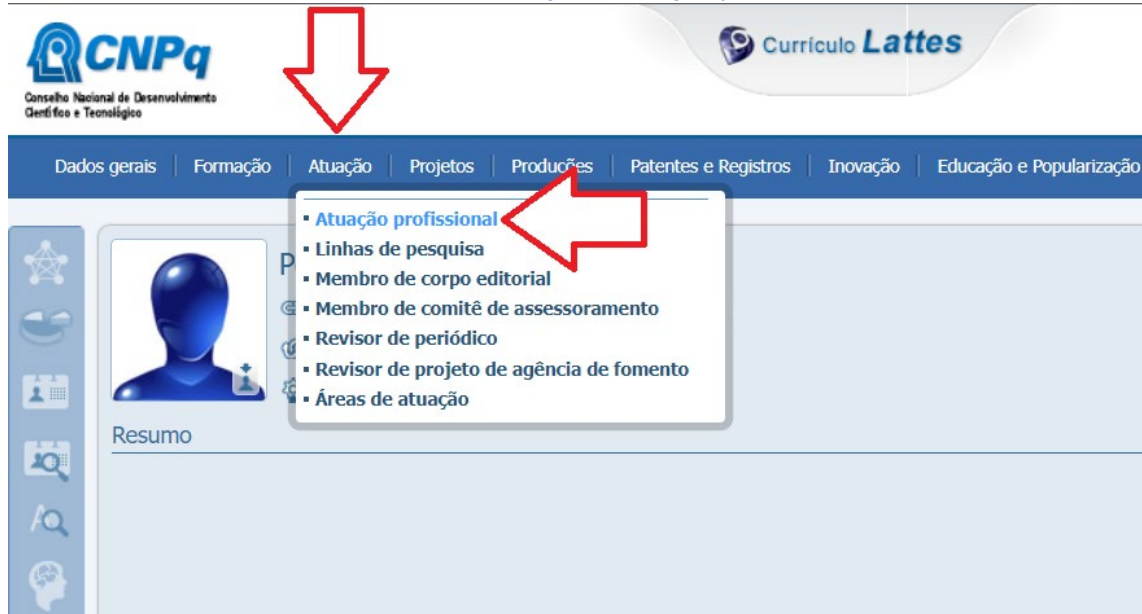 CNPq
Conselho Nacional de Desenvolvimento
Científico e Tecnológico
Currículo Lattes
Dados gerais | Formação | Atuação | Projetos | Produções | Patentes e Registros | Inovação | Educação e Popularização
Atuação profissional
Linhas de pesquisa
P
Membro de corpo editorial
Membro de comitê de assessoramento
Revisor de periódico
Revisor de projeto de agência de fomento
Áreas de atuação
Resumo